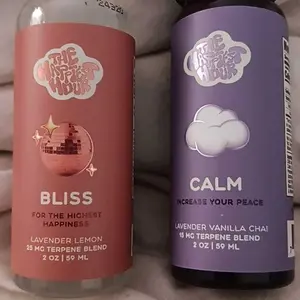 24320
THE
HAPPIEST
HOUR
BLISS
FOR THE HIGHEST
HAPPINESS
LAVENDER LEMON
25 MG TERPENE BLEND
2 OZ | 59 ML
THE
HAPPIEST
HOUR
CALM
INCREASE YOUR PEACE
LAVENDER VANILLA CHAI
15 MG TERPENE BLEND
2 OZ | 59 ML